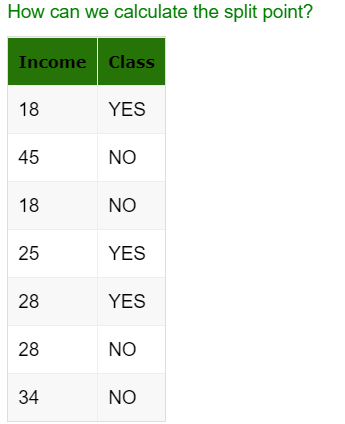 How can we calculate the split point?
Income Class
18 YES
45 NO
18 NO
25 YES
28 YES
28 NO
34 NO